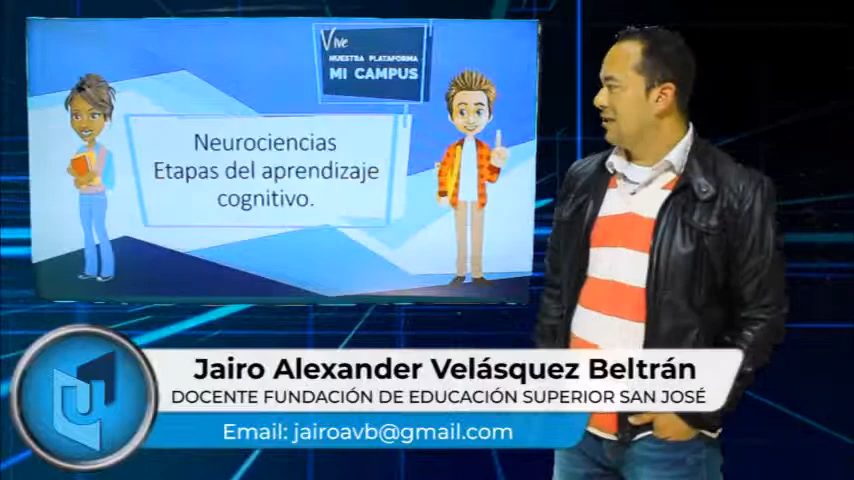 Vive
NUESTRA PLATAFORMA
MI CAMPUS
Neurociencias
Etapas del aprendizaje
cognitivo.
Jairo Alexander Velásquez Beltrán
DOCENTE FUNDACIÓN DE EDUCACIÓN SUPERIOR SAN JOSÉ
Email: jairoavb@gmail.com
U